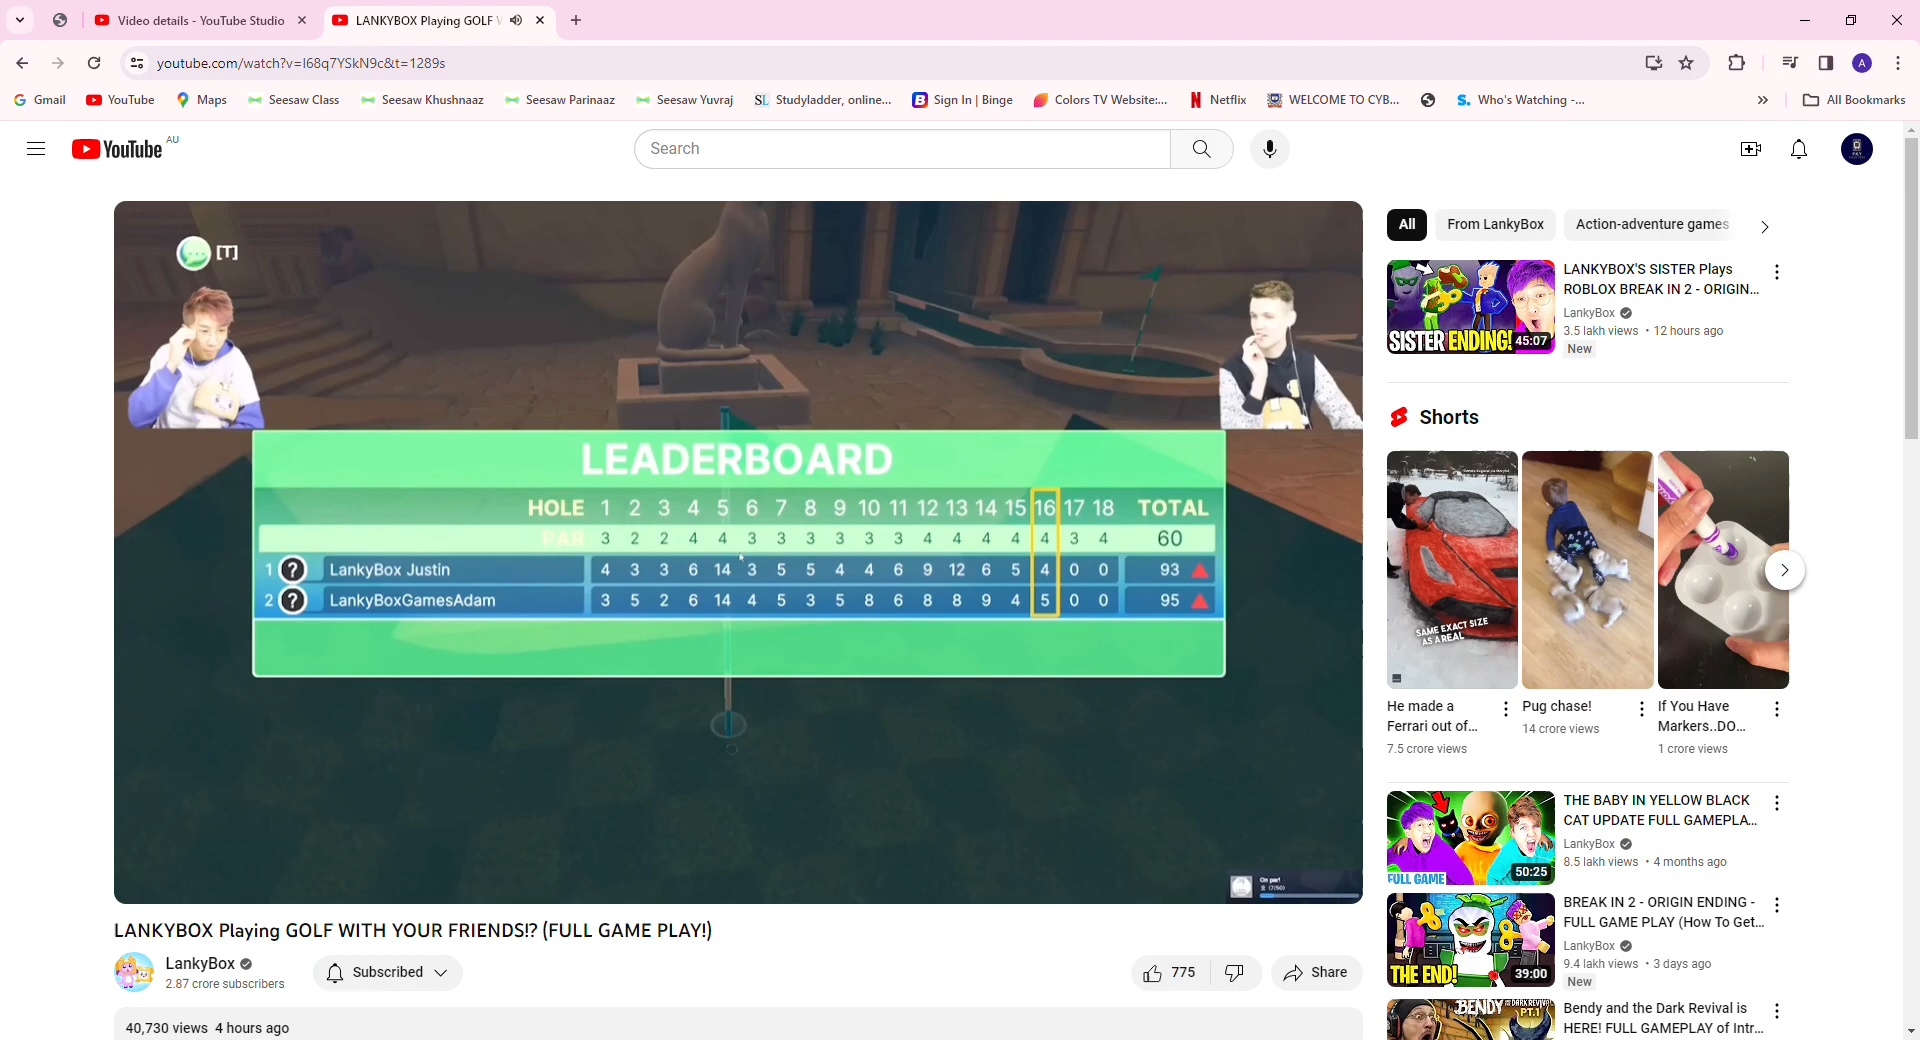 Video details - YouTube Studio
LANKYBOX Playing GOLF
youtube.com/watch?v=I68q7YSkN9c&t=1289s
A
Gmail
YouTube
Maps
Seesaw Class
Seesaw Khushnaaz
Seesaw Parinaaz
Seesaw Yuvraj
SL Studyladder, online...
B Sign In | Binge
Colors TV Website:...
N Netflix
WELCOME TO CYB...
S. Who's Watching -...
All Bookmarks
YouTube AU
Search
[T]
LEADERBOARD
HOLE 1 2 3 4 5 6 7 8 9 10 11 12 13 14 15 16 17 18 TOTAL
PAR 3 2 2 4 4 3 3 3 3 3 3 4 4 4 4 4 3 4 60
1 ? LankyBox Justin 4 3 3 6 14 3 5 5 4 4 6 9 12 6 5 4 0 0 93
2 ? LankyBoxGamesAdam 3 5 2 6 14 4 5 3 5 8 6 8 8 9 4 5 0 0 95
On par!
(7/50)
LANKYBOX Playing GOLF WITH YOUR FRIENDS!? (FULL GAME PLAY!)
LankyBox
2.87 crore subscribers
Subscribed
775
Share
40,730 views 4 hours ago
All
From LankyBox
Action-adventure games
SISTER ENDING!
45:07
LANKYBOX'S SISTER Plays
ROBLOX BREAK IN 2 - ORIGIN...
LankyBox
3.5 lakh views • 12 hours ago
New
Shorts
SAME EXACT SIZE
AS A REAL
He made a
Ferrari out of...
7.5 crore views
Pug chase!
14 crore views
If You Have
Markers..DO...
1 crore views
FULL GAME
50:25
THE BABY IN YELLOW BLACK
CAT UPDATE FULL GAMEPLA...
LankyBox
8.5 lakh views • 4 months ago
THE END!
39:00
BREAK IN 2 - ORIGIN ENDING -
FULL GAME PLAY (How To Get...
LankyBox
9.4 lakh views • 3 days ago
New
BENDY AND THE DARK REVIVAL
PT.1
Bendy and the Dark Revival is
HERE! FULL GAMEPLAY of Intr...